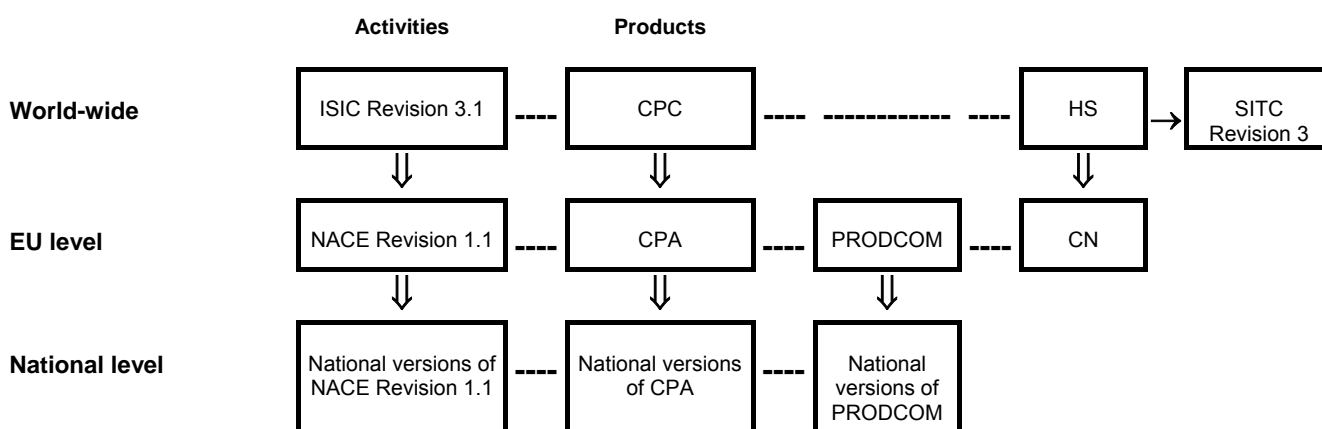 Activities
Products
World-wide
ISIC Revision 3.1
CPC
HS
SITC
Revision 3
EU level
NACE Revision 1.1
CPA
PRODCOM
CN
National level
National versions of
NACE Revision 1.1
National versions
of CPA
National
versions of
PRODCOM